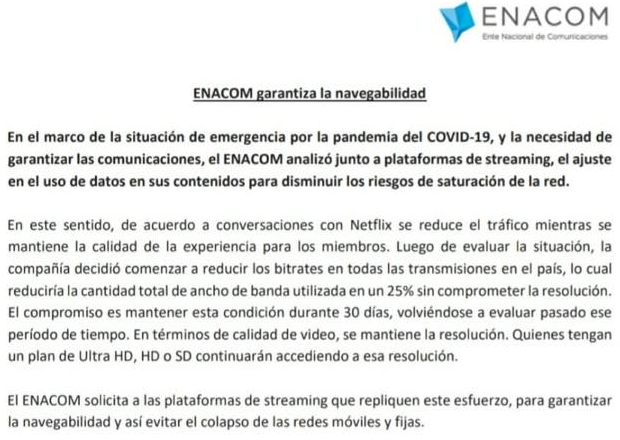 ENACOM
Ente Nacional de Comunicaciones
ENACOM garantiza la navegabilidad
En el marco de la situación de emergencia por la pandemia del COVID-19, y la necesidad de
garantizar las comunicaciones, el ENACOM analizó junto a plataformas de streaming, el ajuste
en el uso de datos en sus contenidos para disminuir los riesgos de saturación de la red.
En este sentido, de acuerdo a conversaciones con Netflix se reduce el tráfico mientras se
mantiene la calidad de la experiencia para los miembros. Luego de evaluar la situación, la
compañía decidió comenzar a reducir los bitrates en todas las transmisiones en el país, lo cual
reduciría la cantidad total de ancho de banda utilizada en un 25% sin comprometer la resolución.
El compromiso es mantener esta condición durante 30 días, volviéndose a evaluar pasado ese
período de tiempo. En términos de calidad de video, se mantiene la resolución. Quienes tengan
un plan de Ultra HD, HD o SD continuarán accediendo a esa resolución.
El ENACOM solicita a las plataformas de streaming que repliquen este esfuerzo, para garantizar
la navegabilidad y así evitar el colapso de las redes móviles y fijas.